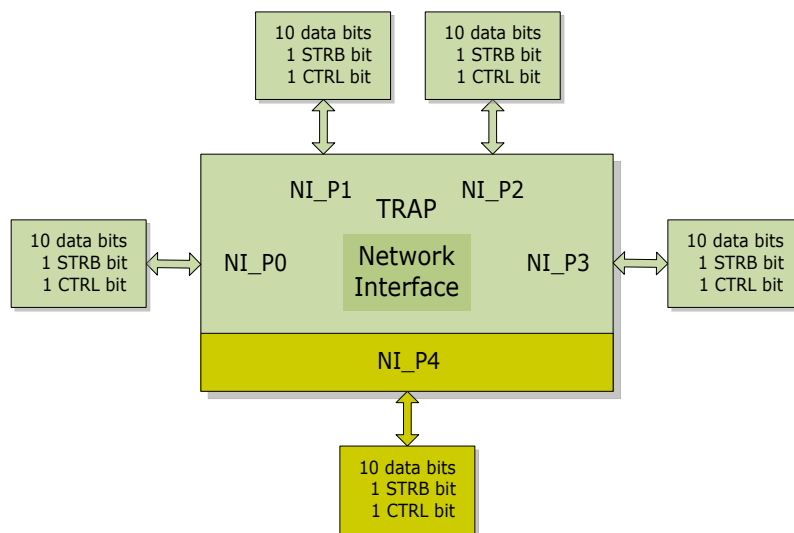 10 data bits
1 STRB bit
1 CTRL bit
10 data bits
1 STRB bit
1 CTRL bit
NI_P1
NI_P2
TRAP
10 data bits
1 STRB bit
1 CTRL bit
NI_P0
Network
Interface
NI_P3
10 data bits
1 STRB bit
1 CTRL bit
NI_P4
10 data bits
1 STRB bit
1 CTRL bit